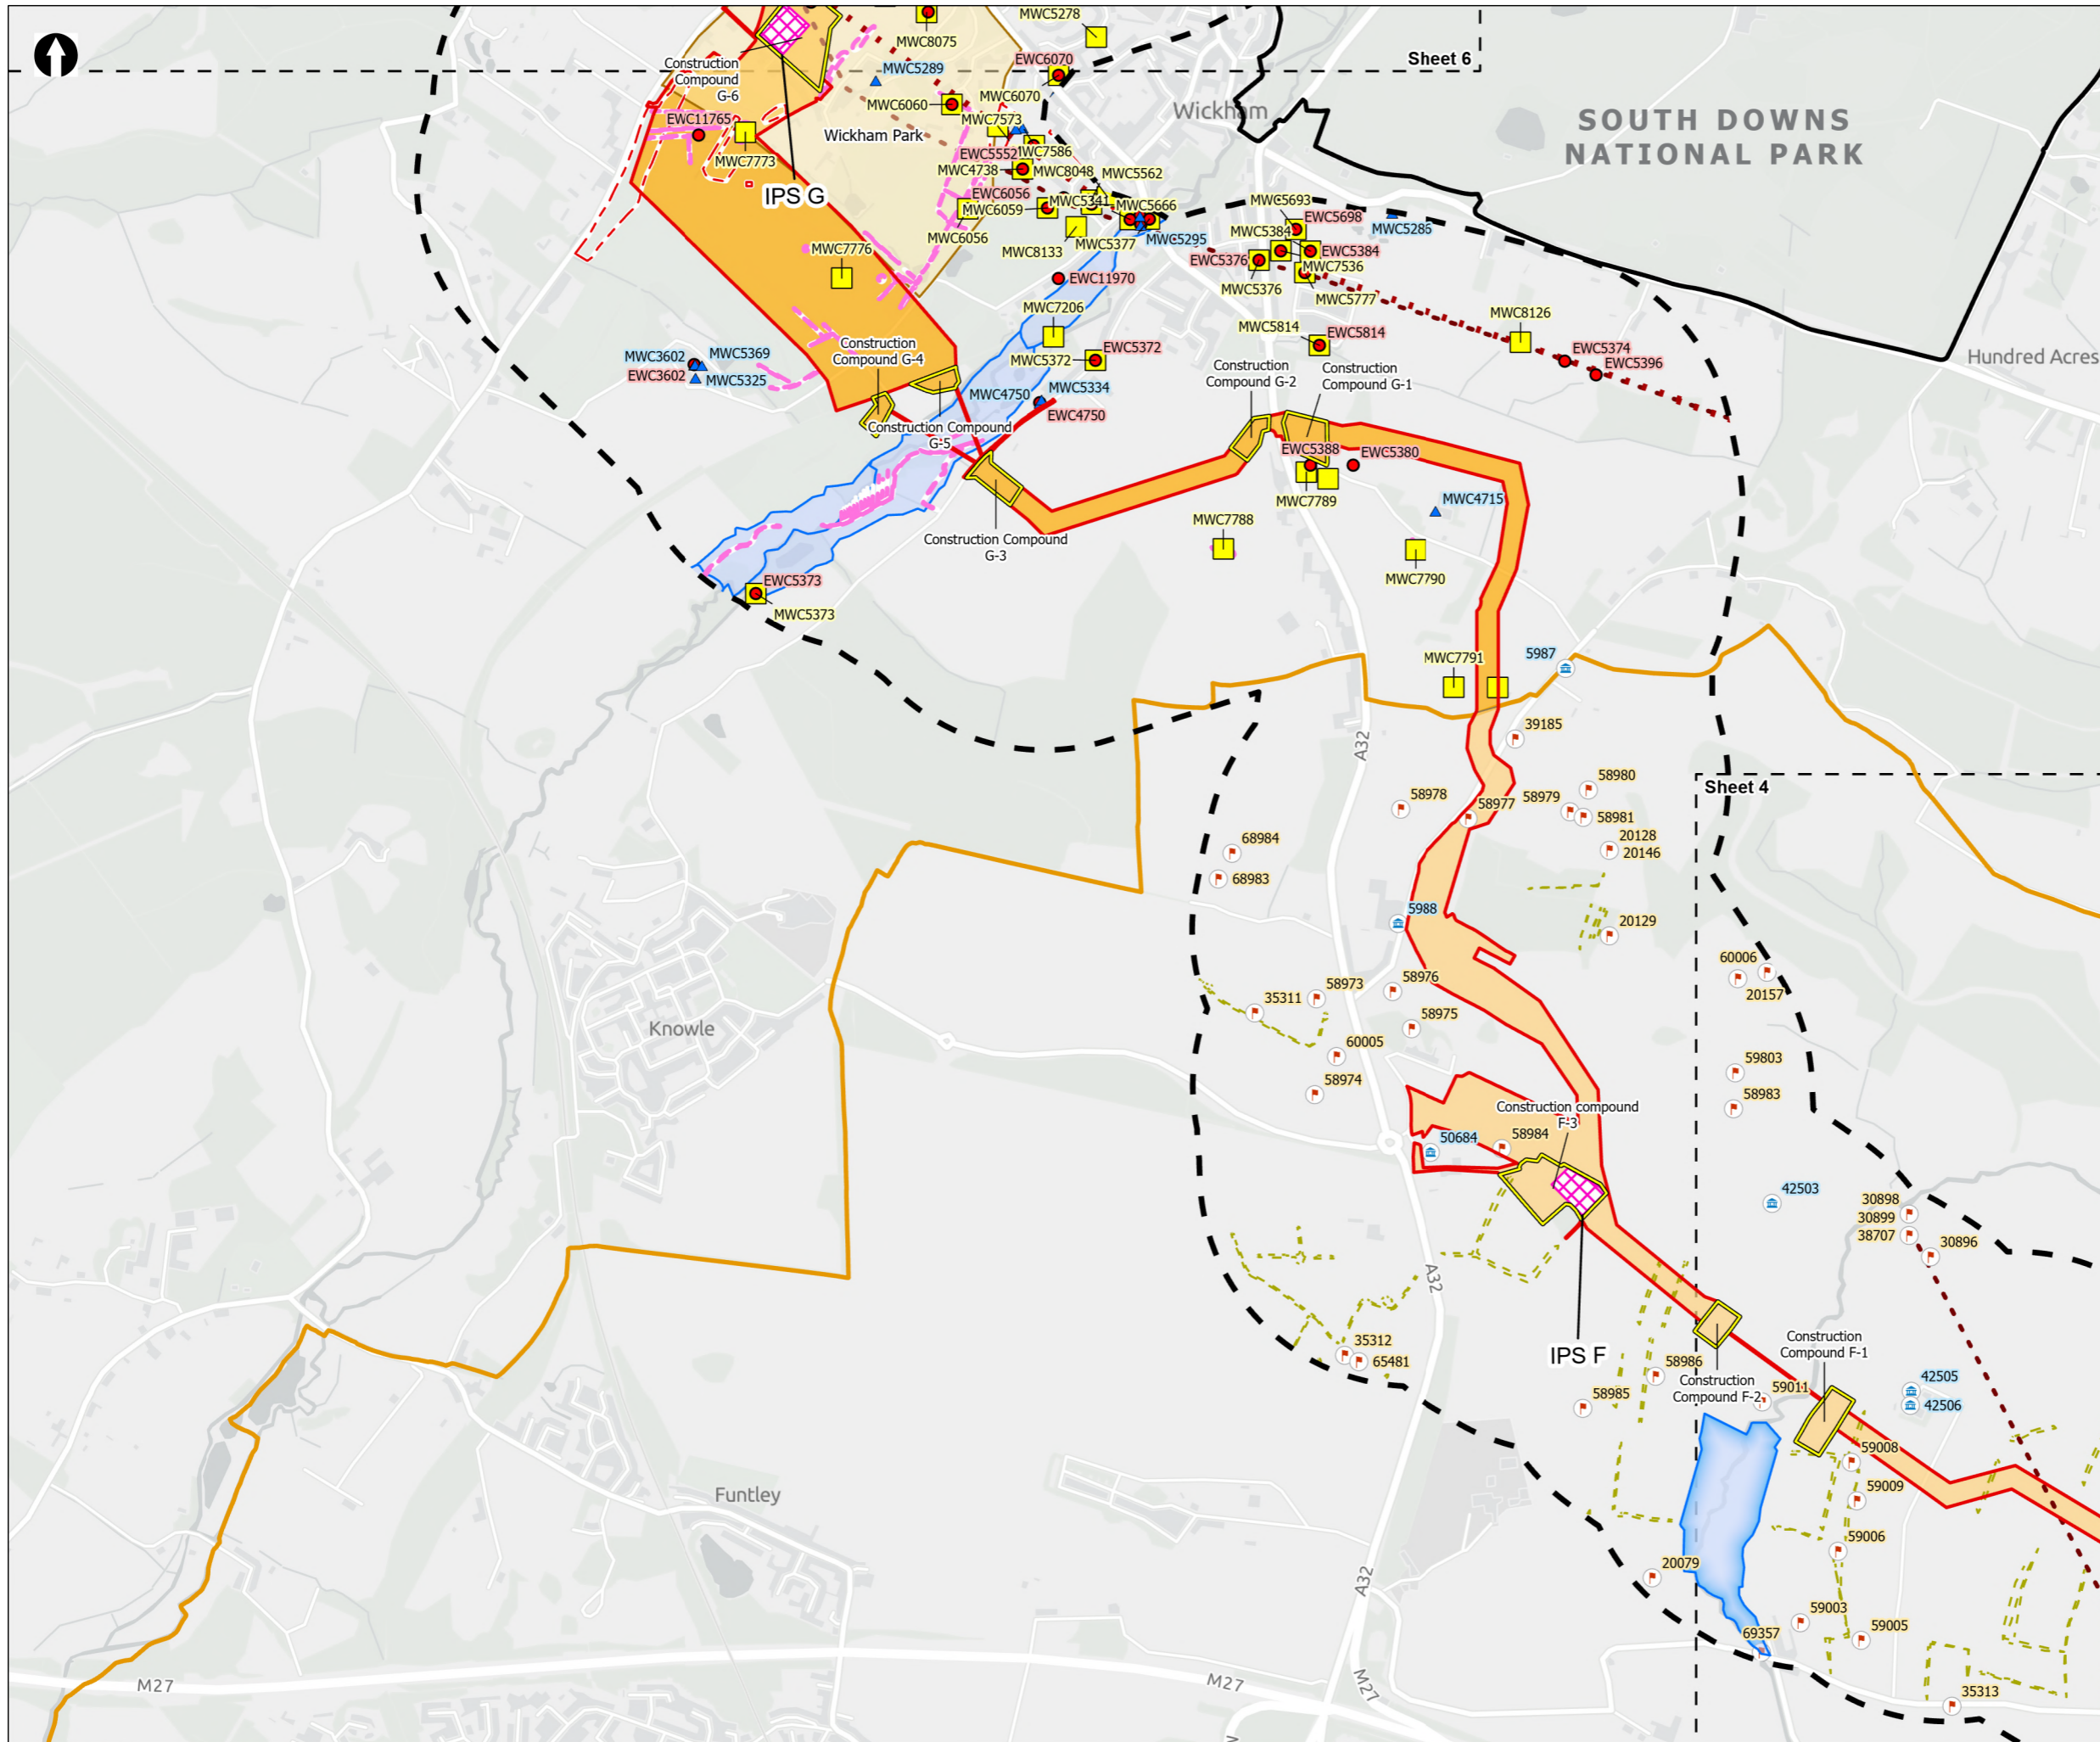 MWC5278
MWC8075
Sheet 6
Construction
Compound
G-6
MWC5289
EWC6070
MWC6060
MWC6070
Wickham
SOUTH DOWNS
NATIONAL PARK
EWC11765
MWC7573
Wickham Park
MWC7773
EWC5552
MWC7586
MWC4738
MWC8048
MWC5562
IPS G
EWC6056
MWC6059
MWC5341
MWC5666
MWC5693
EWC5698
MWC5286
MWC6056
MWC8133
MWC5377
MWC5295
MWC5384
EWC5384
MWC7776
EWC5376
MWC7536
EWC11970
MWC5376
MWC5777
MWC7206
MWC8126
MWC5814
EWC5814
Construction
Compound G-4
MWC3602
MWC5369
EWC3602
MWC5325
MWC5372
EWC5372
EWC5374
EWC5396
Hundred Acres
Construction
Compound G-2
Construction
Compound G-1
MWC4750
MWC5334
EWC4750
Construction Compound
G-5
EWC5388
EWC5380
MWC7789
MWC4715
MWC7788
Construction Compound
G-3
MWC7790
EWC5373
MWC5373
MWC7791
5987
39185
A32
Sheet 4
58978
58977
58979
58980
58981
20128
20146
68984
68983
5988
20129
60006
20157
58976
58973
35311
58975
Knowle
60005
58974
59803
58983
Construction compound
F-3
50684
58984
42503
30898
30899
38707
30896
A32
35312
65481
IPS F
Construction
Compound F-1
58986
Construction
Compound F-2
59011
58985
42505
42506
59008
59009
Funtley
59006
20079
A32
59003
59005
69357
M27
M27
M27
35313